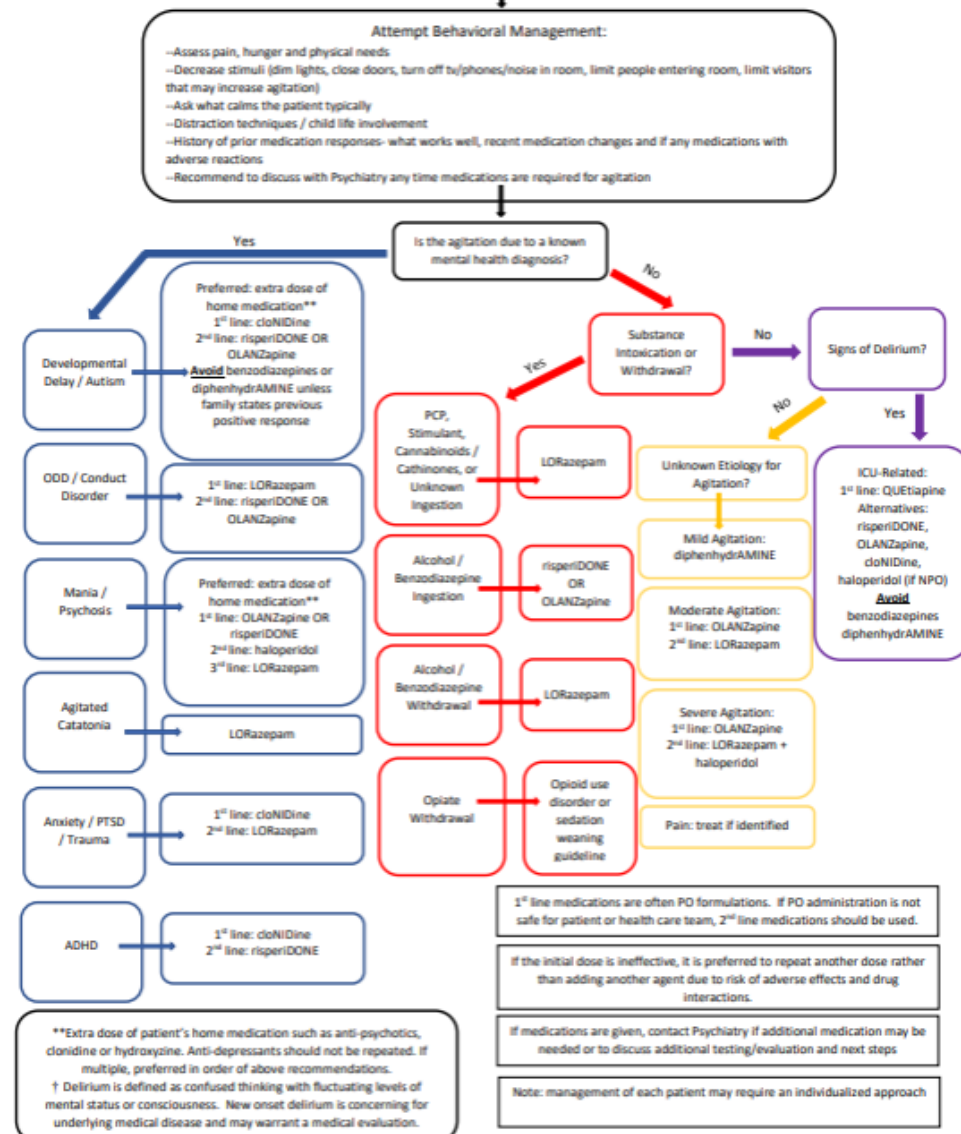 Attempt Behavioral Management:
--Assess pain, hunger and physical needs
--Decrease stimuli (dim lights, close doors, turn off tv/phones/noise in room, limit people entering room, limit visitors
that may increase agitation)
--Ask what calms the patient typically
--Distraction techniques / child life involvement
--History of prior medication responses- what works well, recent medication changes and if any medications with
adverse reactions
--Recommend to discuss with Psychiatry any time medications are required for agitation
Is the agitation due to a known
mental health diagnosis?
Yes
No
Developmental
Delay / Autism
Preferred: extra dose of
home medication**
1st line: cloNIDine
2nd line: risperiDONE OR
OLANZapine
Avoid benzodiazepines or
diphenhydrAMINE unless
family states previous
positive response
ODD / Conduct
Disorder
1st line: LORazepam
2nd line: risperiDONE OR
OLANZapine
Mania /
Psychosis
Preferred: extra dose of
home medication**
1st line: OLANZapine OR
risperiDONE
2nd line: haloperidol
3rd line: LORazepam
Agitated
Catatonia
LORazepam
Anxiety / PTSD
/ Trauma
1st line: cloNIDine
2nd line: LORazepam
ADHD
1st line: cloNIDine
2nd line: risperiDONE
Substance
Intoxication or
Withdrawal?
Yes
No
PCP,
Stimulant,
Cannabinoids /
Cathinones, or
Unknown
Ingestion
LORazepam
Alcohol /
Benzodiazepine
Ingestion
risperiDONE
OR
OLANZapine
Alcohol /
Benzodiazepine
Withdrawal
LORazepam
Opiate
Withdrawal
Opioid use
disorder or
sedation
weaning
guideline
Signs of Delirium?
No
Yes
Unknown Etiology for
Agitation?
Mild Agitation:
diphenhydrAMINE
Moderate Agitation:
1st line: OLANZapine
2nd line: LORazepam
Severe Agitation:
1st line: OLANZapine
2nd line: LORazepam +
haloperidol
Pain: treat if identified
ICU-Related:
1st line: QUEtiapine
Alternatives:
risperiDONE,
OLANZapine,
cloNIDine,
haloperidol (if NPO)
Avoid
benzodiazepines
diphenhydrAMINE
1st line medications are often PO formulations. If PO administration is not
safe for patient or health care team, 2nd line medications should be used.
If the initial dose is ineffective, it is preferred to repeat another dose rather
than adding another agent due to risk of adverse effects and drug
interactions.
If medications are given, contact Psychiatry if additional medication may be
needed or to discuss additional testing/evaluation and next steps
Note: management of each patient may require an individualized approach
**Extra dose of patient's home medication such as anti-psychotics,
clonidine or hydroxyzine. Anti-depressants should not be repeated. If
multiple, preferred in order of above recommendations.
† Delirium is defined as confused thinking with fluctuating levels of
mental status or consciousness. New onset delirium is concerning for
underlying medical disease and may warrant a medical evaluation.